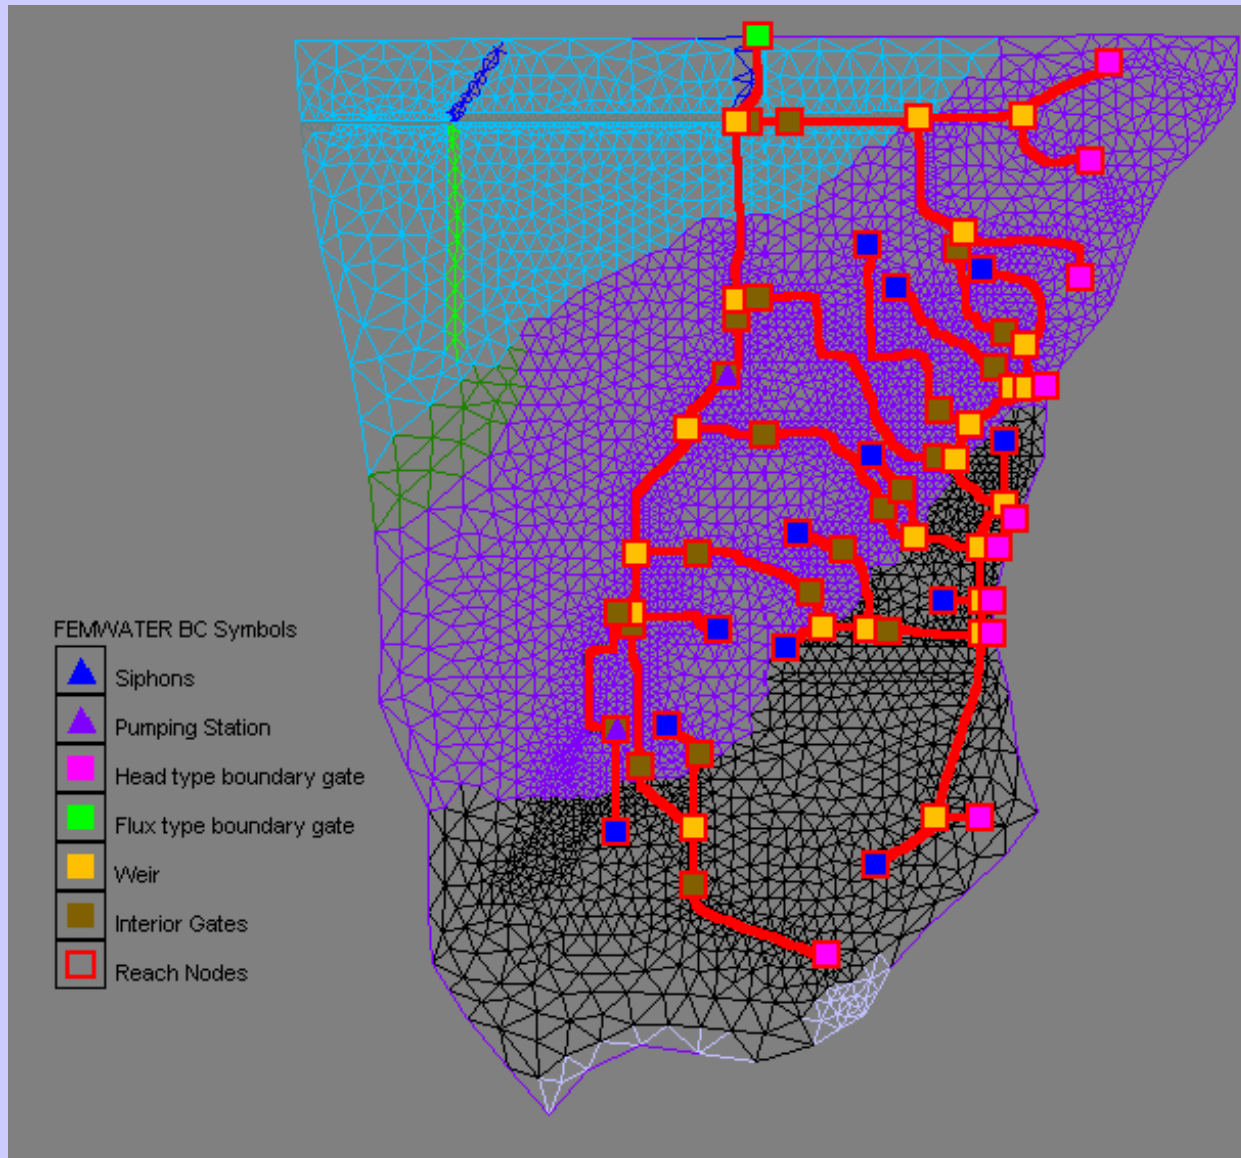 FEMWATER BC Symbols
Siphons
Pumping Station
Head type boundary gate
Flux type boundary gate
Weir
Interior Gates
Reach Nodes